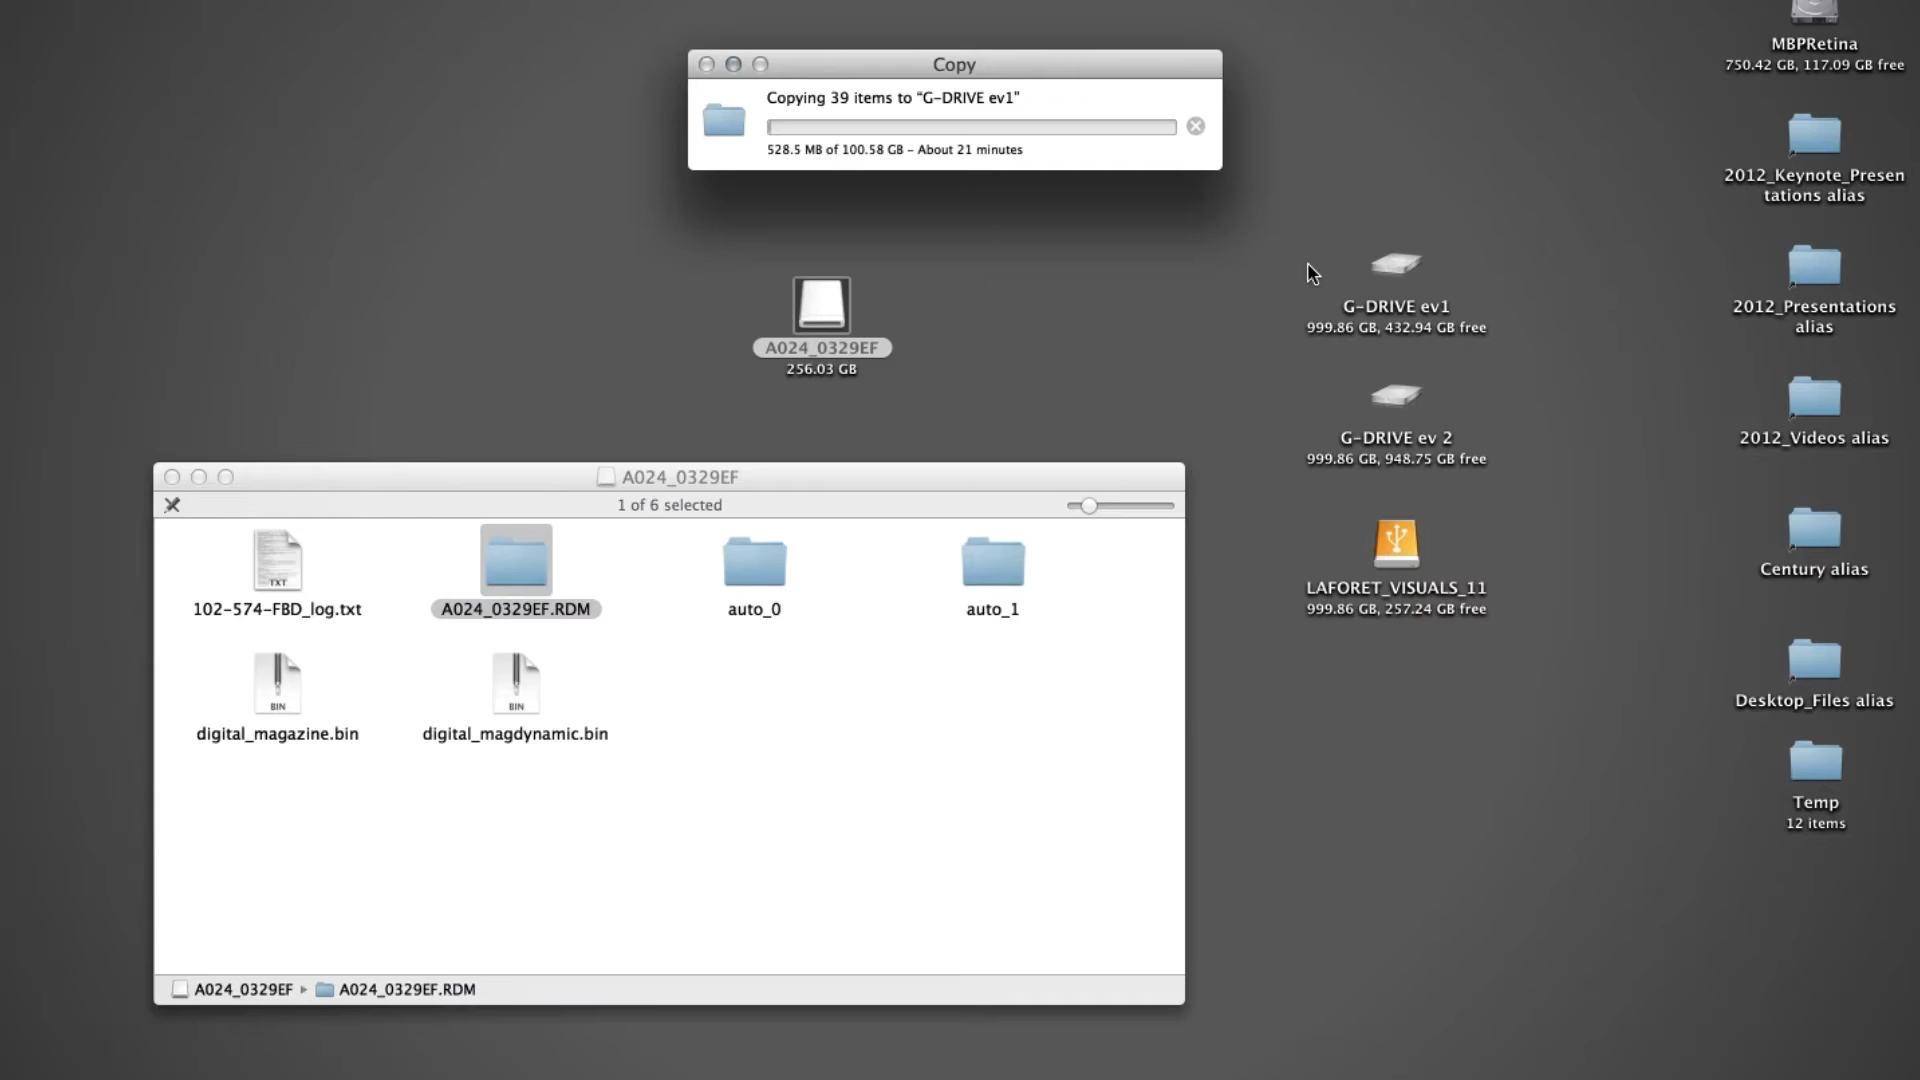 Copy
Copying 39 items to “G-DRIVE ev1”
528.5 MB of 100.58 GB – About 21 minutes
MBPRetina
750.42 GB, 117.09 GB free
2012_Keynote_Presen
tations alias
2012_Presentations
alias
2012_Videos alias
Century alias
Desktop_Files alias
Temp
12 items
G-DRIVE ev1
999.86 GB, 432.94 GB free
G-DRIVE ev 2
999.86 GB, 948.75 GB free
LAFORET_VISUALS_11
999.86 GB, 257.24 GB free
A024_0329EF
256.03 GB
A024_0329EF
1 of 6 selected
TXT
102-574-FBD_log.txt
A024_0329EF.RDM
auto_0
auto_1
BIN
digital_magazine.bin
BIN
digital_magdynamic.bin
A024_0329EF ▸ A024_0329EF.RDM